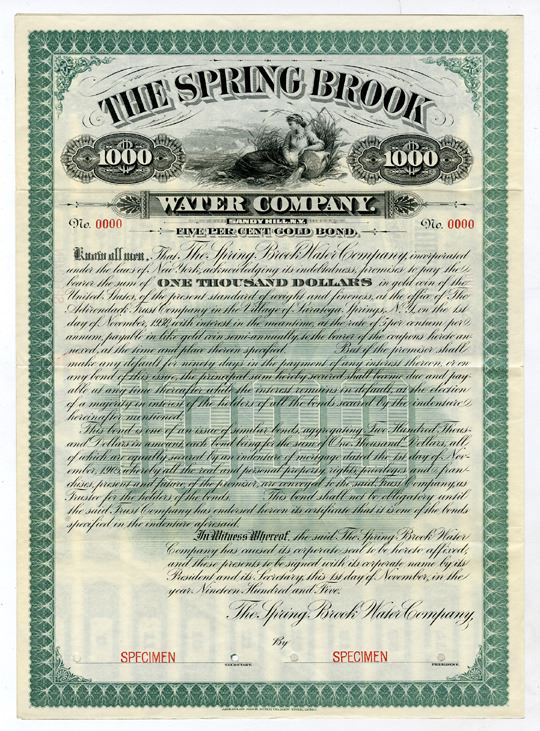 THE SPRING BROOK
1000 1000
WATER COMPANY.
SANDY HILL, N.Y.
No. 0000 FIVE PER CENT GOLD BOND. No. 0000
Know all men, That The Spring Brook Water Company, incorporated
under the laws of New York, acknowledging its indebtedness, promises to pay the
bearer the sum of ONE THOUSAND DOLLARS in gold coin of the
United States, of the present standard of weight and fineness, at the office of The
Adirondack Trust Company in the Village of Saratoga Springs, N.Y. on the 1st
day of November, with interest in the meantime, at the rate of 5 per centum per
annum, payable in like gold coin semi-annually, to the bearer of the coupons hereto an-
nexed, at the time and place therein specified. But if the promisor shall
make any default for ninety days in the payment of any interest thereon, or on
any bond of this issue, the principal sum hereby secured shall become due and pay-
able at any time thereafter while the interest remains in default, at the election
of a majority in interest of the holders of all the bonds secured by the indenture
hereinafter mentioned.
This bond is one of an issue of similar bonds, aggregating Two Hundred Thous-
and Dollars in amount, each bond being for the sum of One Thousand Dollars, all
of which are equally secured by an indenture of mortgage dated the 1st day of Nov-
ember, 1905, whereby all the real and personal property, rights, privileges and fran-
chises, present and future of the promisor, are conveyed to the said Trust Company, as
Trustee for the holders of the bonds. This bond shall not be obligatory until
the said Trust Company has endorsed hereon its certificate that it is one of the bonds
specified in the indenture aforesaid.
In Witness Whereof, the said The Spring Brook Water
Company has caused its corporate seal to be hereto affixed,
and these presents to be signed with its corporate name by its
President and its Secretary, this 1st day of November, in the
year Nineteen Hundred and Five.
The Spring Brook Water Company,
By
SPECIMEN SECRETARY. SPECIMEN PRESIDENT.